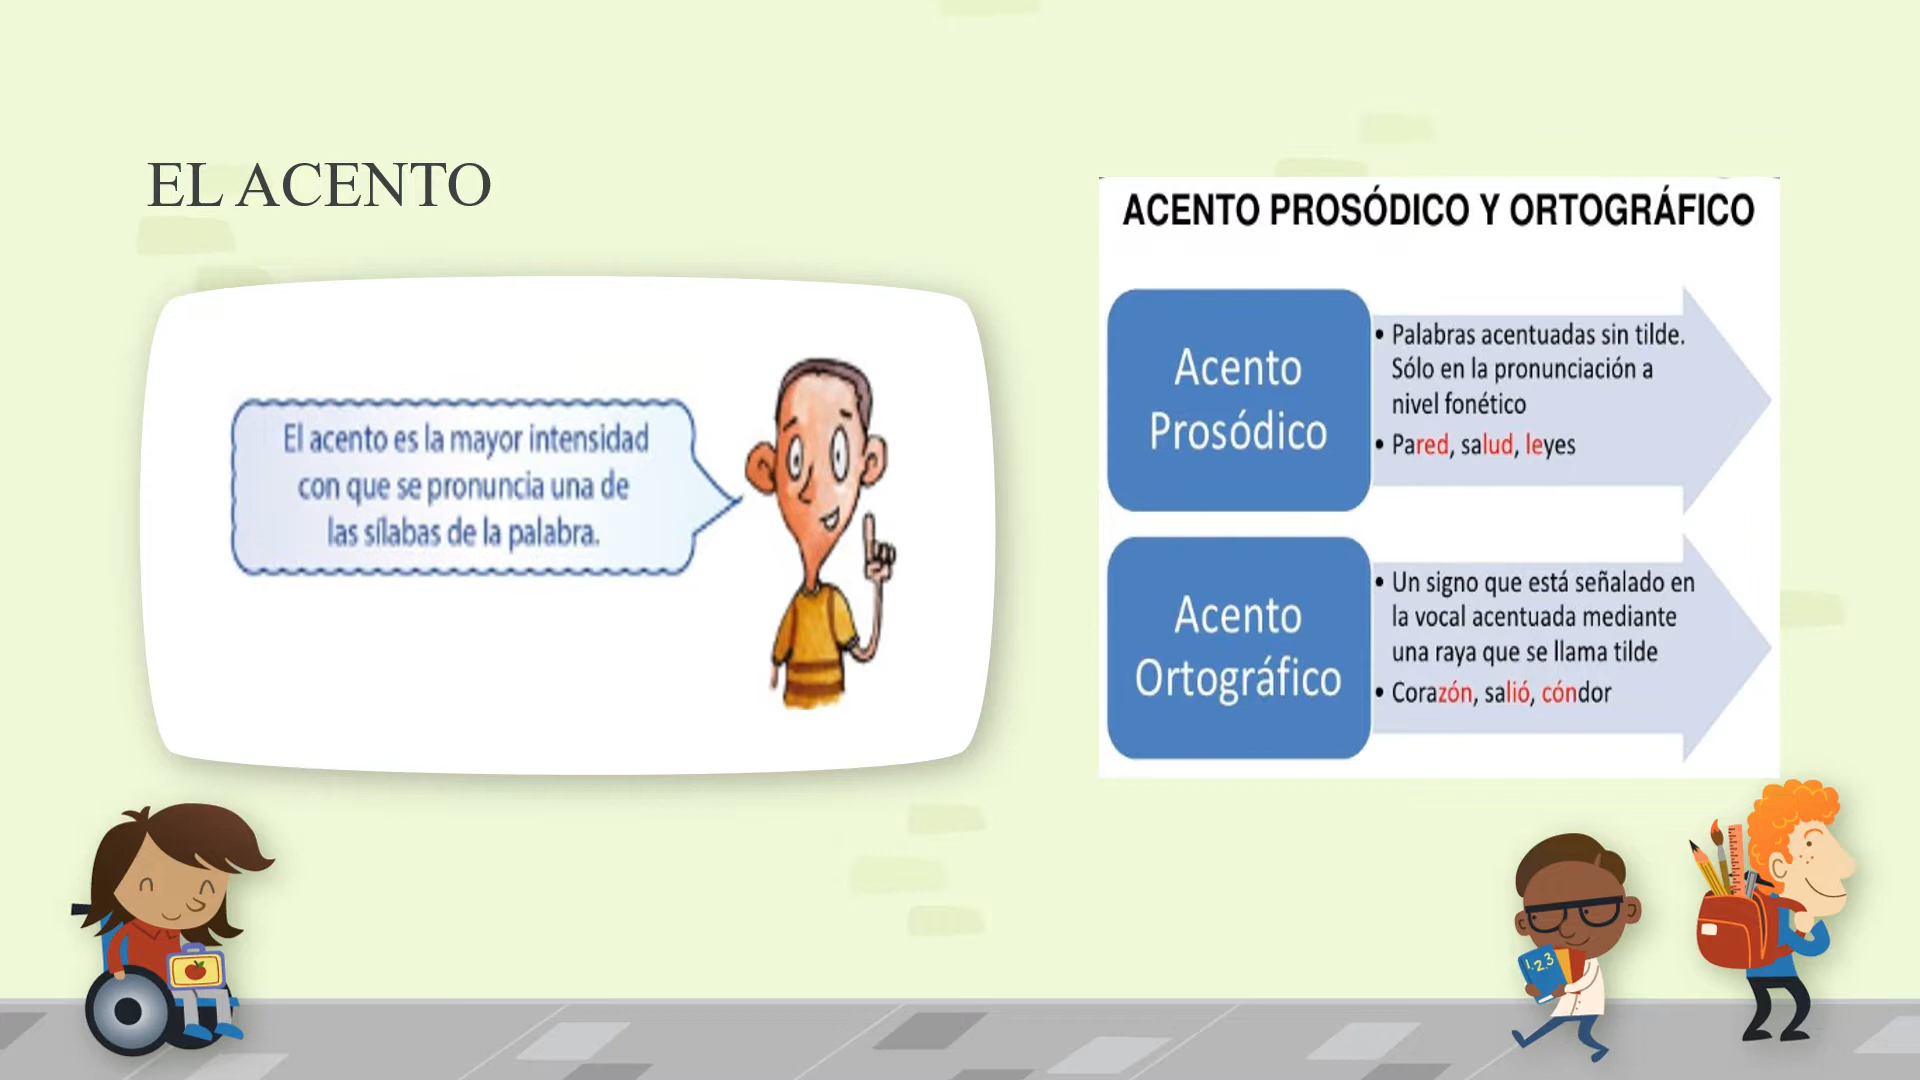 EL ACENTO
El acento es la mayor intensidad
con que se pronuncia una de
las sílabas de la palabra.
ACENTO PROSÓDICO Y ORTOGRÁFICO
Acento
Prosódico
• Palabras acentuadas sin tilde.
Sólo en la pronunciación a
nivel fonético
• Pared, salud, leyes
Acento
Ortográfico
• Un signo que está señalado en
la vocal acentuada mediante
una raya que se llama tilde
• Corazón, salió, cóndor
1.2.3